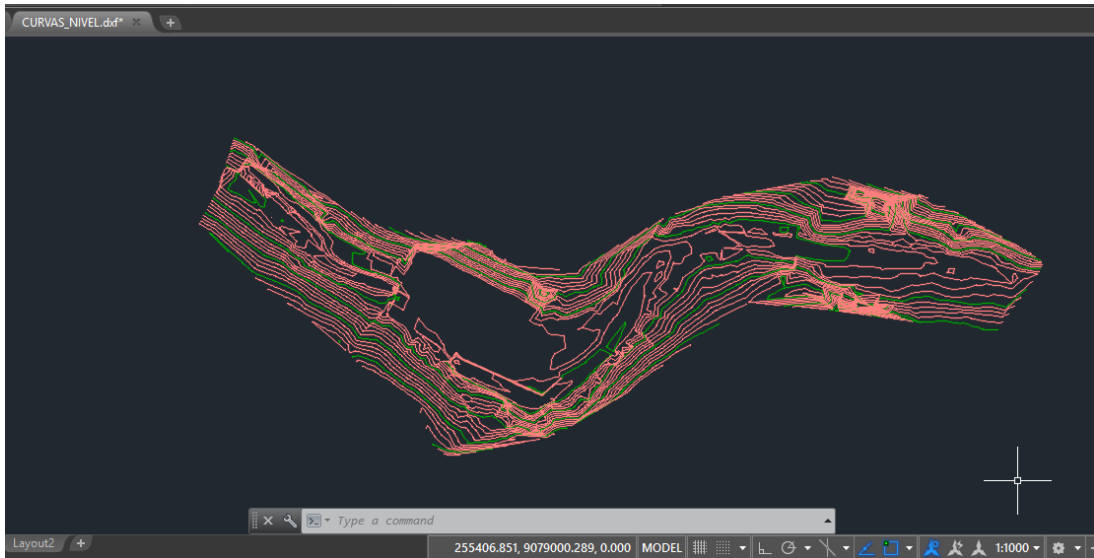 CURVAS_NIVEL.dxf*
Type a command
Layout2
255406.851, 9079000.289, 0.000 MODEL 1:1000